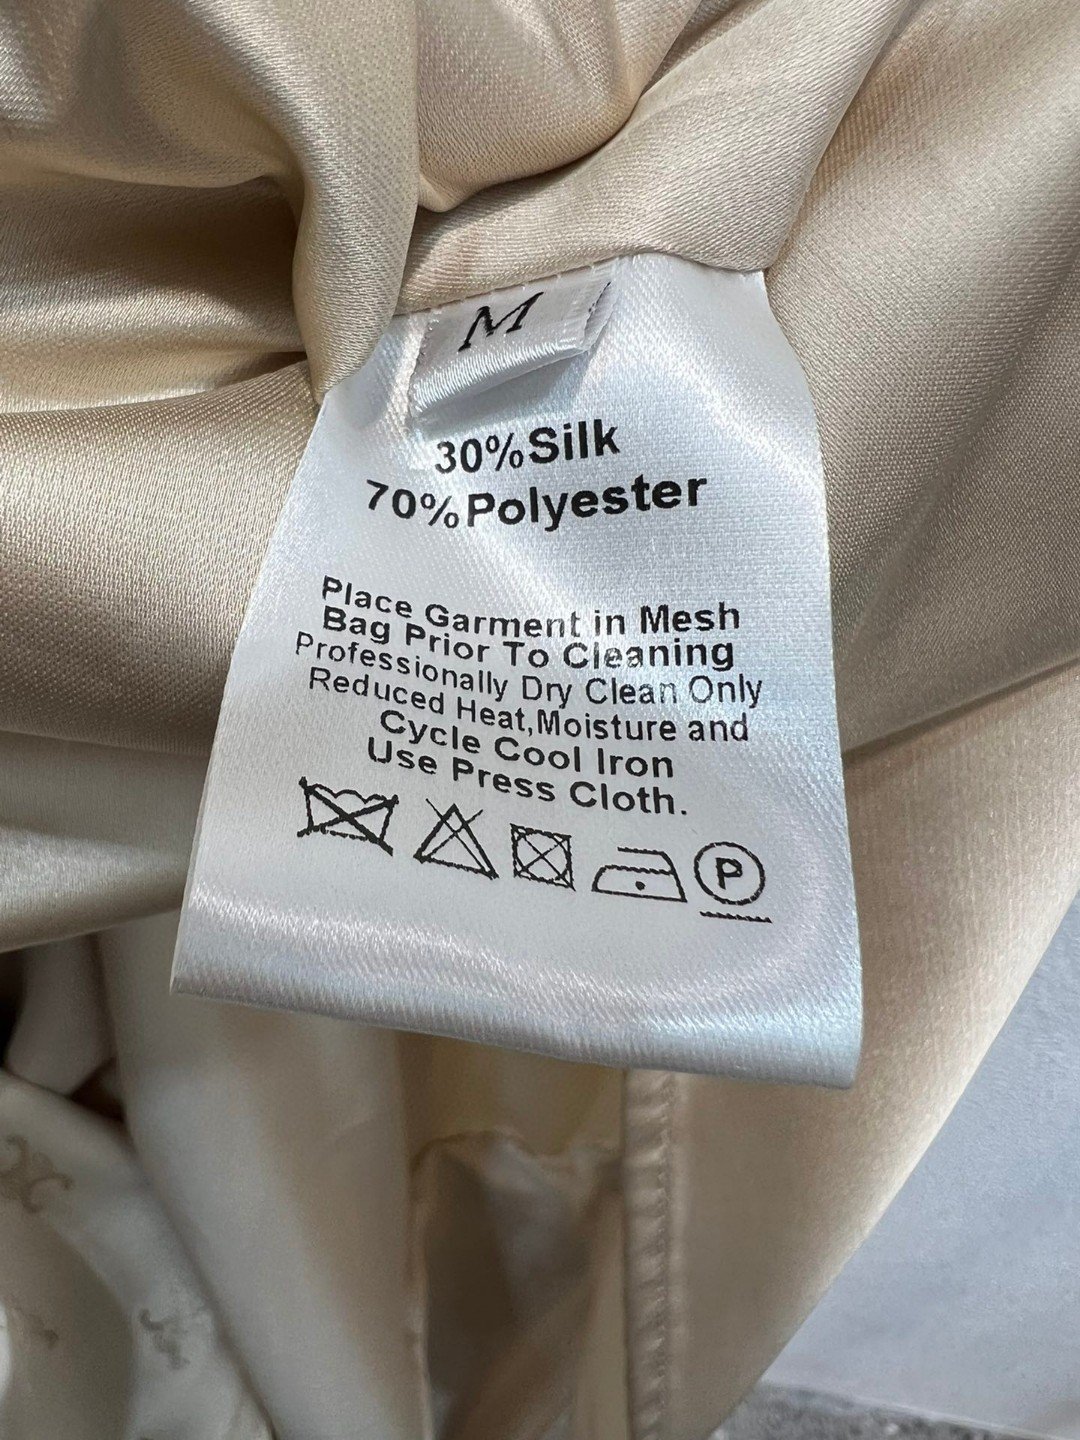 M
30%Silk
70%Polyester
Place Garment in Mesh
Bag Prior To Cleaning
Professionally Dry Clean Only
Reduced Heat,Moisture and
Cycle Cool Iron
Use Press Cloth.
P